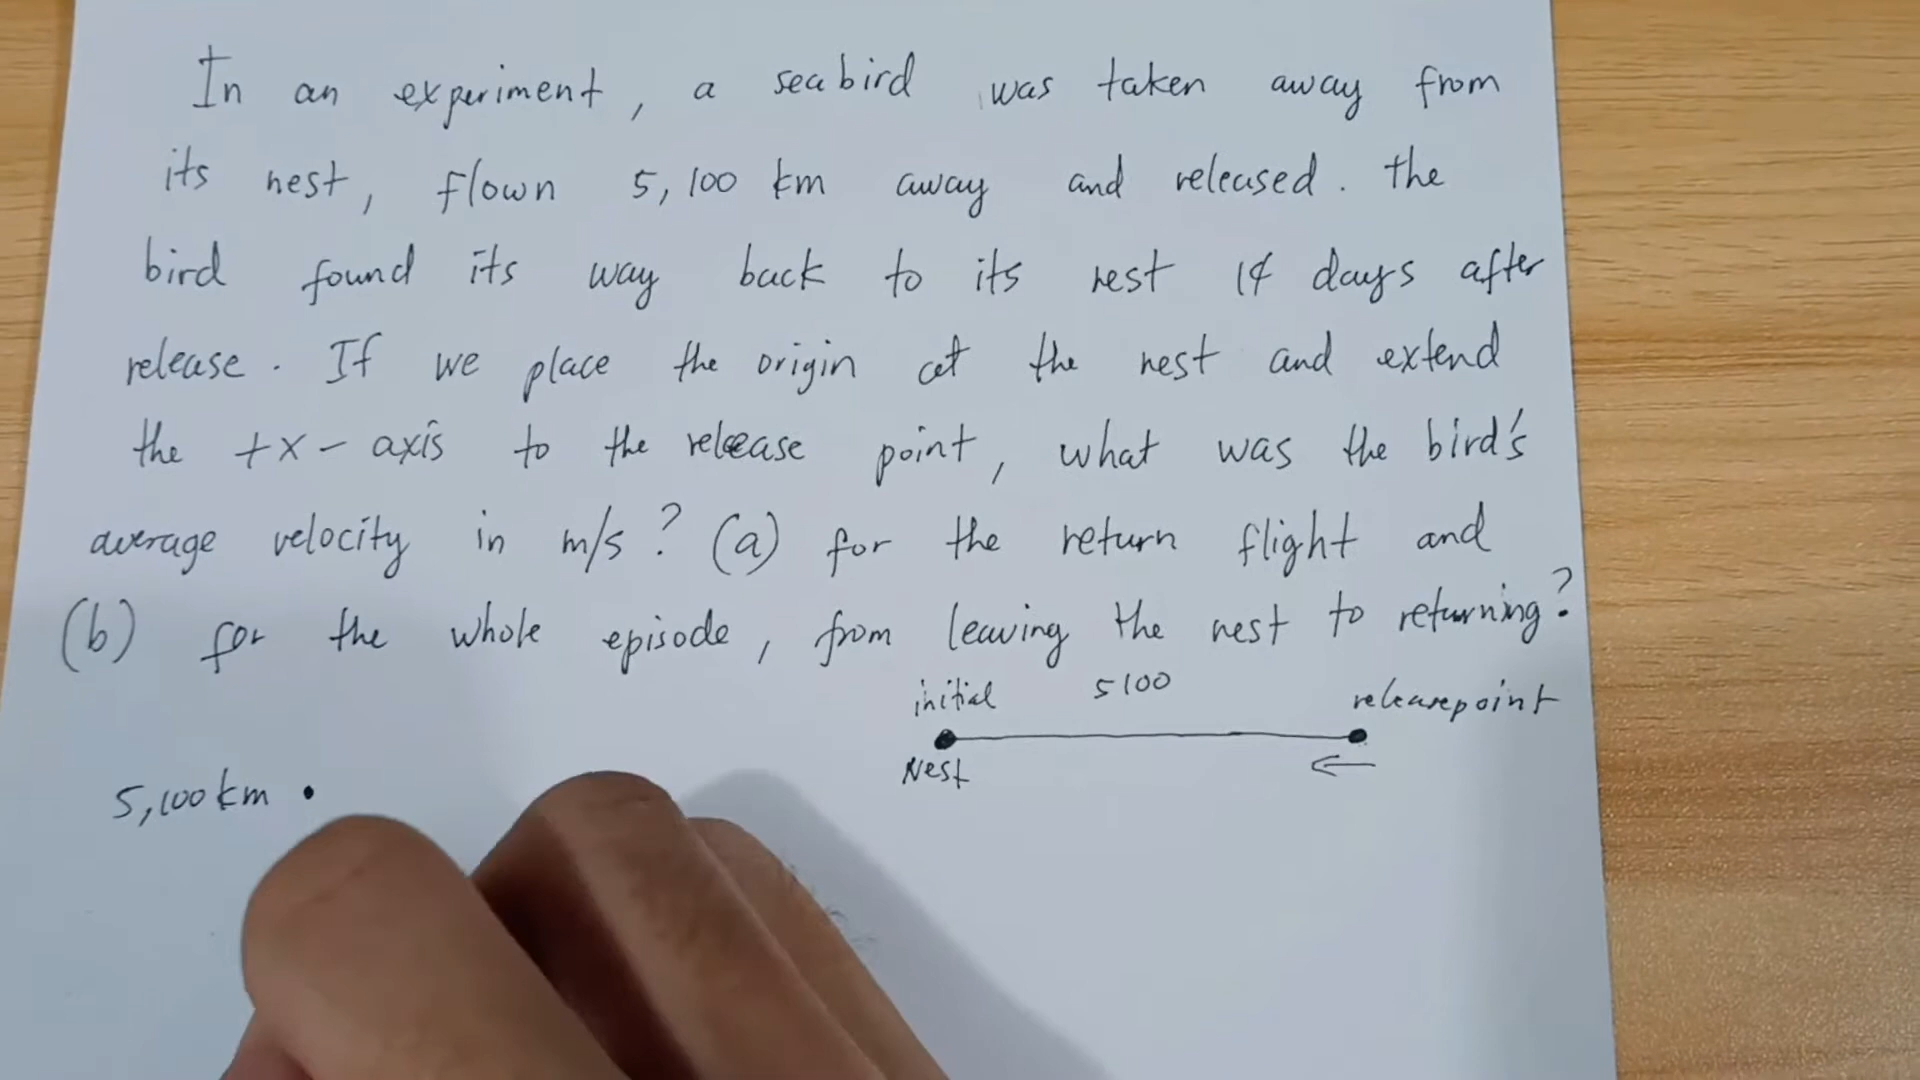 In an experiment, a seabird was taken away from
its nest, flown 5,100 km away and released. the
bird found its way back to its nest 14 days after
release. If we place the origin at the nest and extend
the +x- axis to the release point, what was the bird's
average velocity in m/s? (a) for the return flight and
(b) for the whole episode, from leaving the nest to returning?
initial 5100 releasepoint
Nest
5,100km •